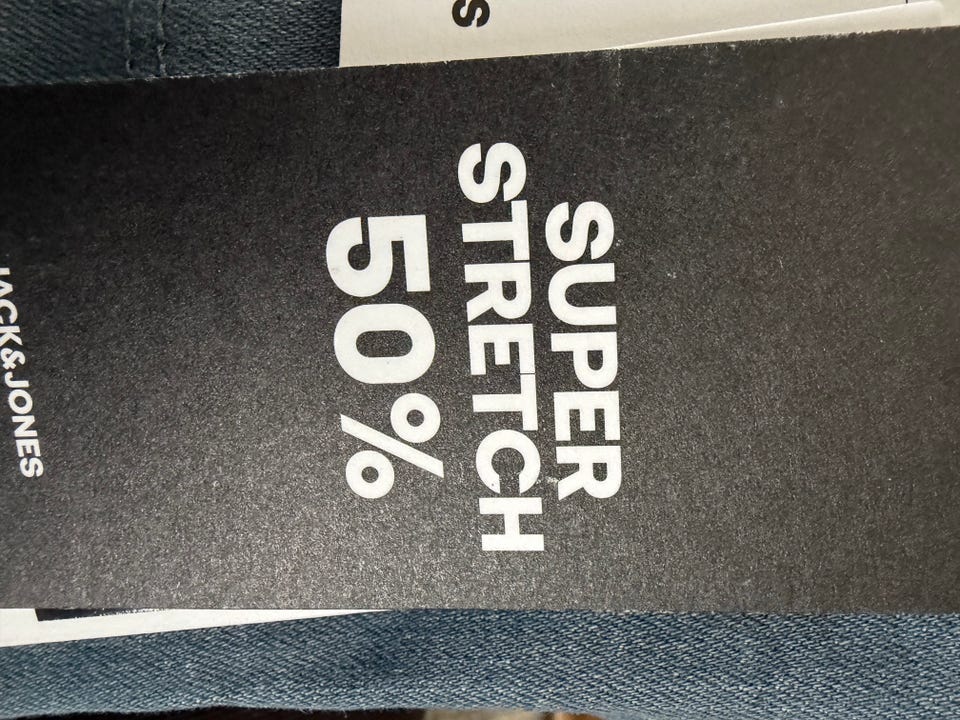 SUPER
STRETCH
50%
JACK&JONES
S